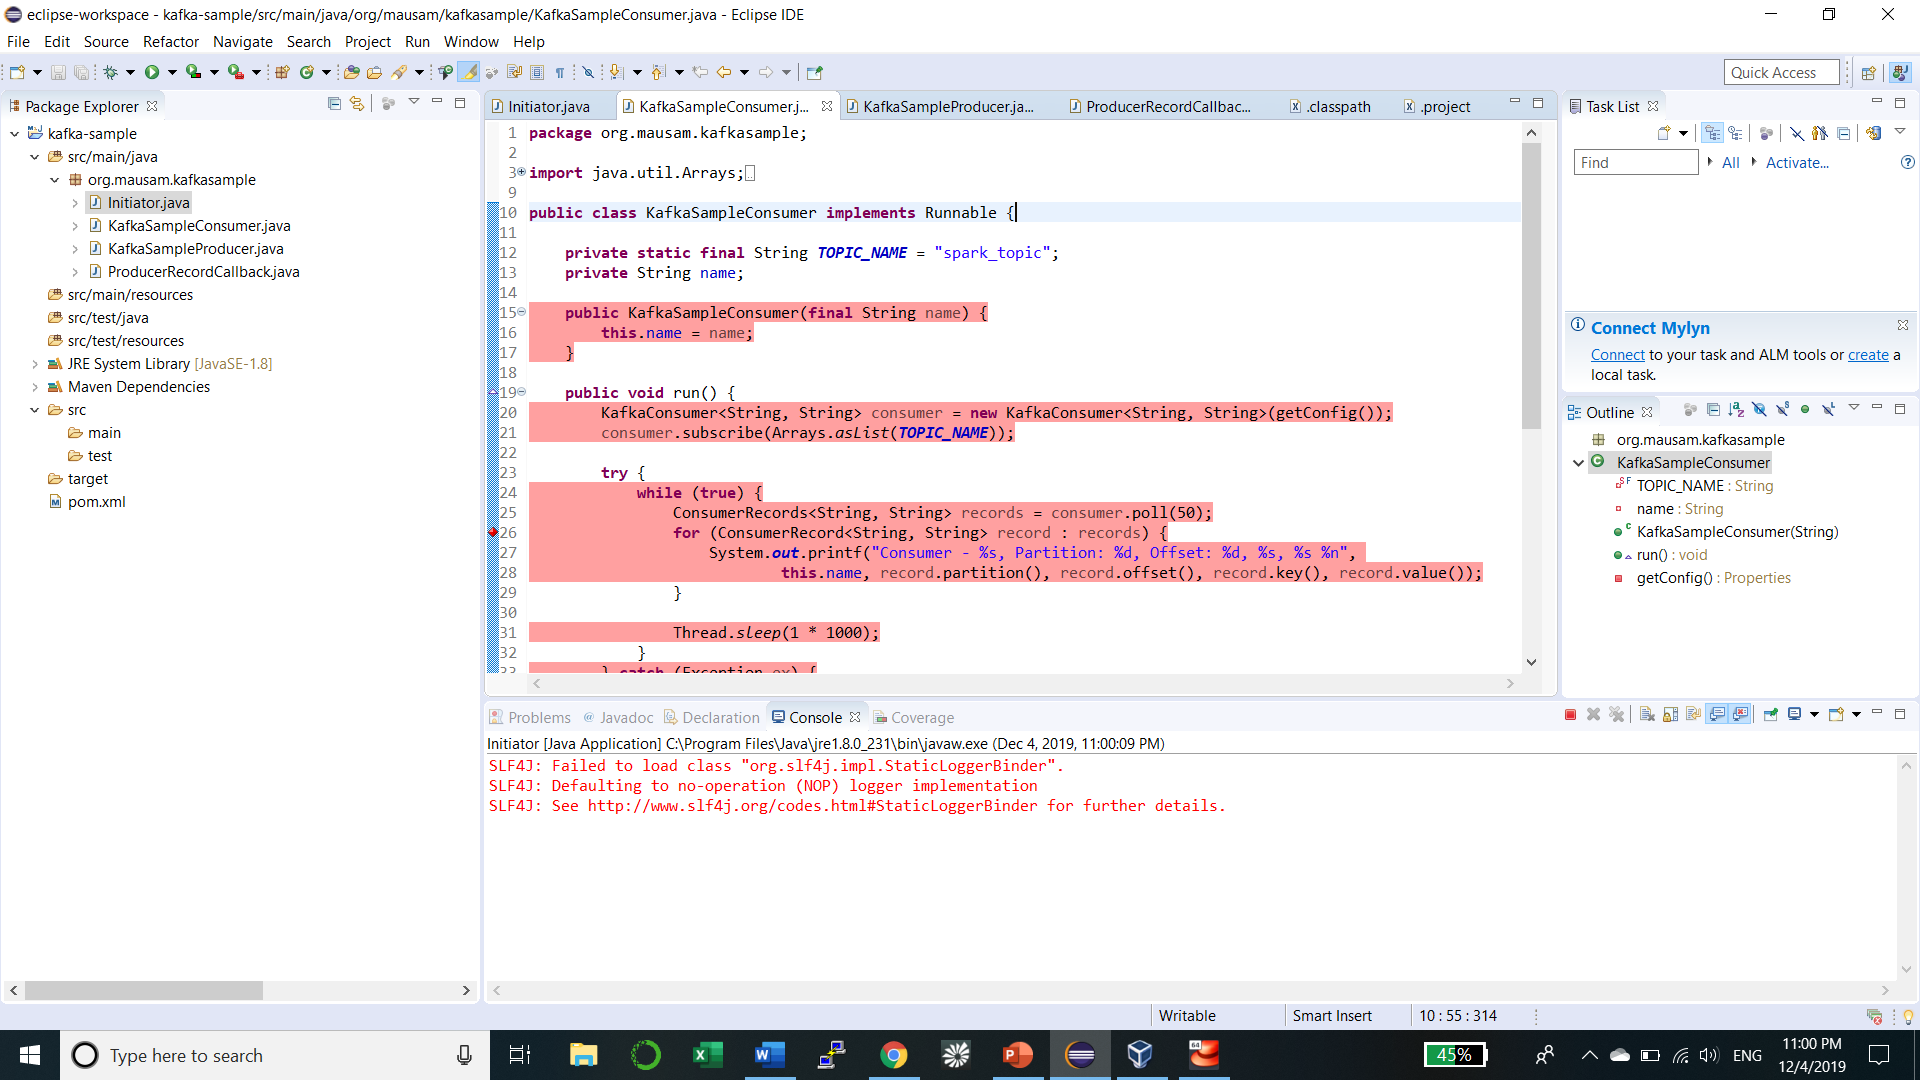 eclipse-workspace - kafka-sample/src/main/java/org/mausam/kafkasample/KafkaSampleConsumer.java - Eclipse IDE
File Edit Source Refactor Navigate Search Project Run Window Help
Quick Access
Package Explorer
kafka-sample
src/main/java
org.mausam.kafkasample
Initiator.java
KafkaSampleConsumer.java
KafkaSampleProducer.java
ProducerRecordCallback.java
src/main/resources
src/test/java
src/test/resources
JRE System Library [JavaSE-1.8]
Maven Dependencies
src
main
test
target
pom.xml
Initiator.java KafkaSampleConsumer.j... KafkaSampleProducer.ja... ProducerRecordCallbac... .classpath .project
1 package org.mausam.kafkasample;
2
3 import java.util.Arrays;
9
10 public class KafkaSampleConsumer implements Runnable {
11
12 private static final String TOPIC_NAME = "spark_topic";
13 private String name;
14
15 public KafkaSampleConsumer(final String name) {
16 this.name = name;
17 }
18
19 public void run() {
20 KafkaConsumer<String, String> consumer = new KafkaConsumer<String, String>(getConfig());
21 consumer.subscribe(Arrays.asList(TOPIC_NAME));
22
23 try {
24 while (true) {
25 ConsumerRecords<String, String> records = consumer.poll(50);
26 for (ConsumerRecord<String, String> record : records) {
27 System.out.printf("Consumer - %s, Partition: %d, Offset: %d, %s, %s %n",
28 this.name, record.partition(), record.offset(), record.key(), record.value());
29 }
30
31 Thread.sleep(1 * 1000);
32 }
33 } catch (Exception ex) {
Task List
Find All Activate...
Connect Mylyn
Connect to your task and ALM tools or create a
local task.
Outline
org.mausam.kafkasample
KafkaSampleConsumer
TOPIC_NAME : String
name : String
KafkaSampleConsumer(String)
run() : void
getConfig() : Properties
Problems Javadoc Declaration Console Coverage
Initiator [Java Application] C:\Program Files\Java\jre1.8.0_231\bin\javaw.exe (Dec 4, 2019, 11:00:09 PM)
SLF4J: Failed to load class "org.slf4j.impl.StaticLoggerBinder".
SLF4J: Defaulting to no-operation (NOP) logger implementation
SLF4J: See http://www.slf4j.org/codes.html#StaticLoggerBinder for further details.
Writable Smart Insert 10 : 55 : 314
Type here to search
45%
ENG
11:00 PM
12/4/2019